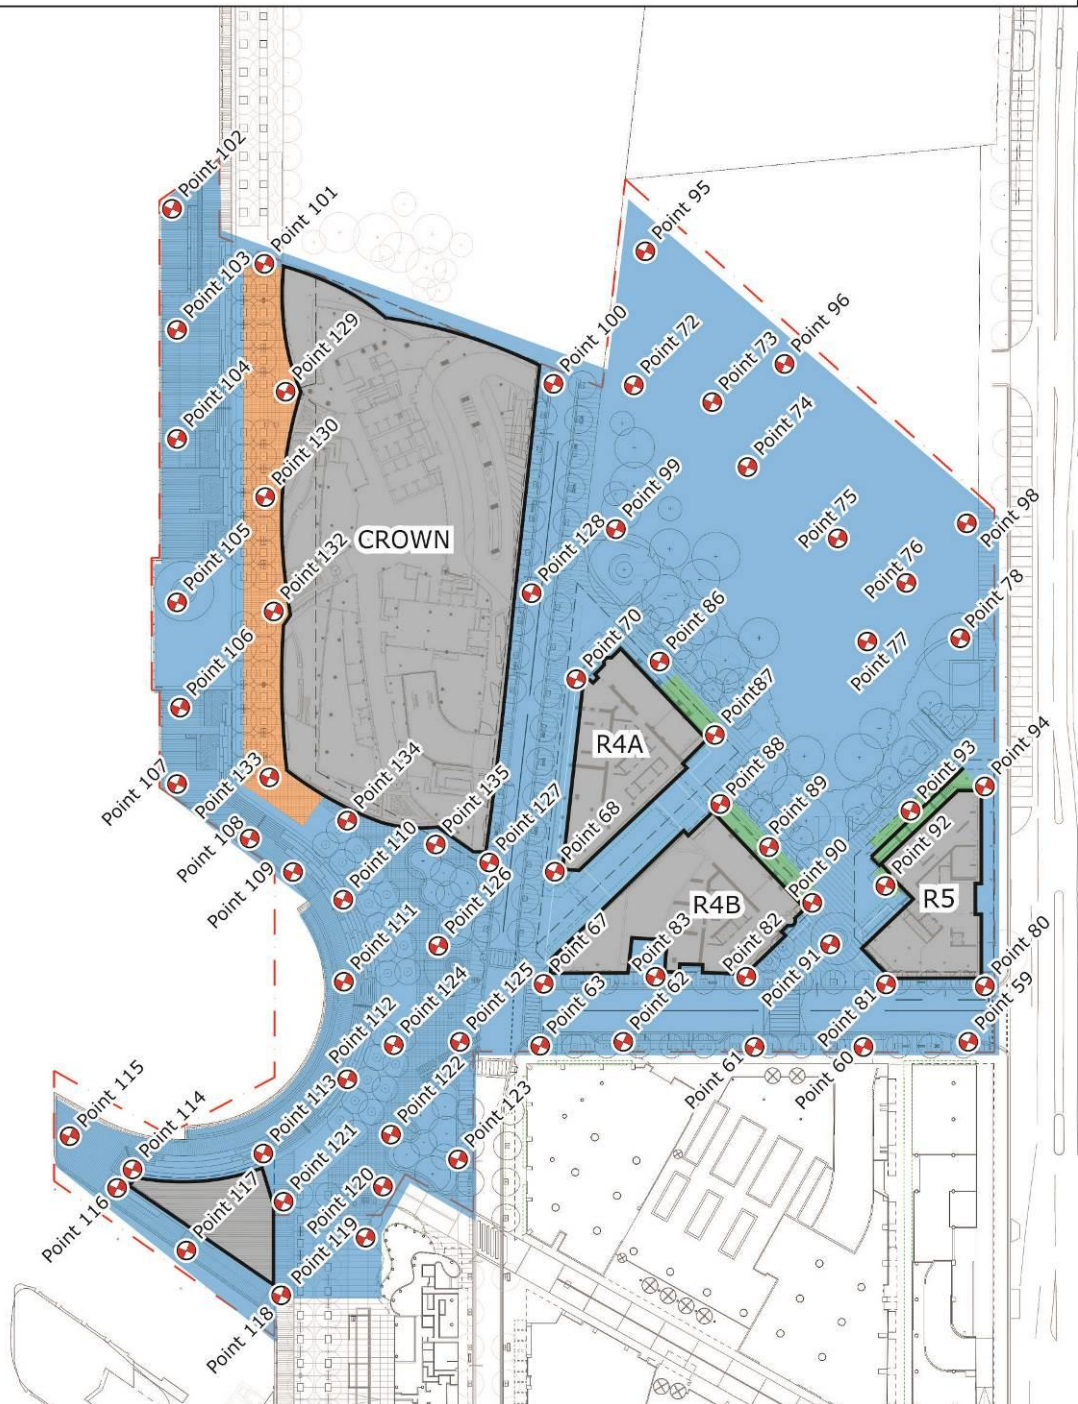 Point 102
Point 101
Point 95
Point 103
Point 100
Point 96
Point 72
Point 73
Point 129
Point 104
Point 74
Point 130
Point 99
Point 98
Point 75
Point 128
CROWN
Point 105
Point 132
Point 76
Point 78
Point 86
Point 70
Point 106
Point 77
Point87
R4A
Point 94
Point 88
Point 134
Point 133
Point 135
Point 93
Point 107
Point 127
Point 89
Point 68
Point 108
Point 110
Point 92
Point 90
Point 109
Point 126
R4B
R5
Point 111
Point 67
Point 83
Point 82
Point 80
Point 91
Point 125
Point 63
Point 62
Point 81
Point 59
Point 124
Point 112
Point 61
Point 60
Point 122
Point 113
Point 115
Point 114
Point 123
Point 121
Point 117
Point 120
Point 116
Point 119
Point 118